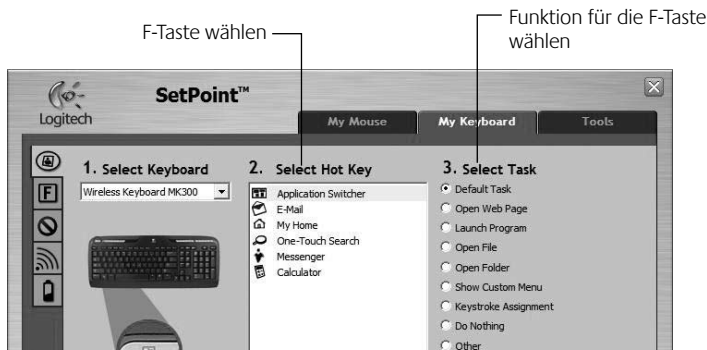 F-Taste wählen
Funktion für die F-Taste
wählen
Logitech
SetPoint™
My Mouse
My Keyboard
Tools
1. Select Keyboard
Wireless Keyboard MK300
2. Select Hot Key
Application Switcher
E-Mail
My Home
One-Touch Search
Messenger
Calculator
3. Select Task
Default Task
Open Web Page
Launch Program
Open File
Open Folder
Show Custom Menu
Keystroke Assignment
Do Nothing
Other
F